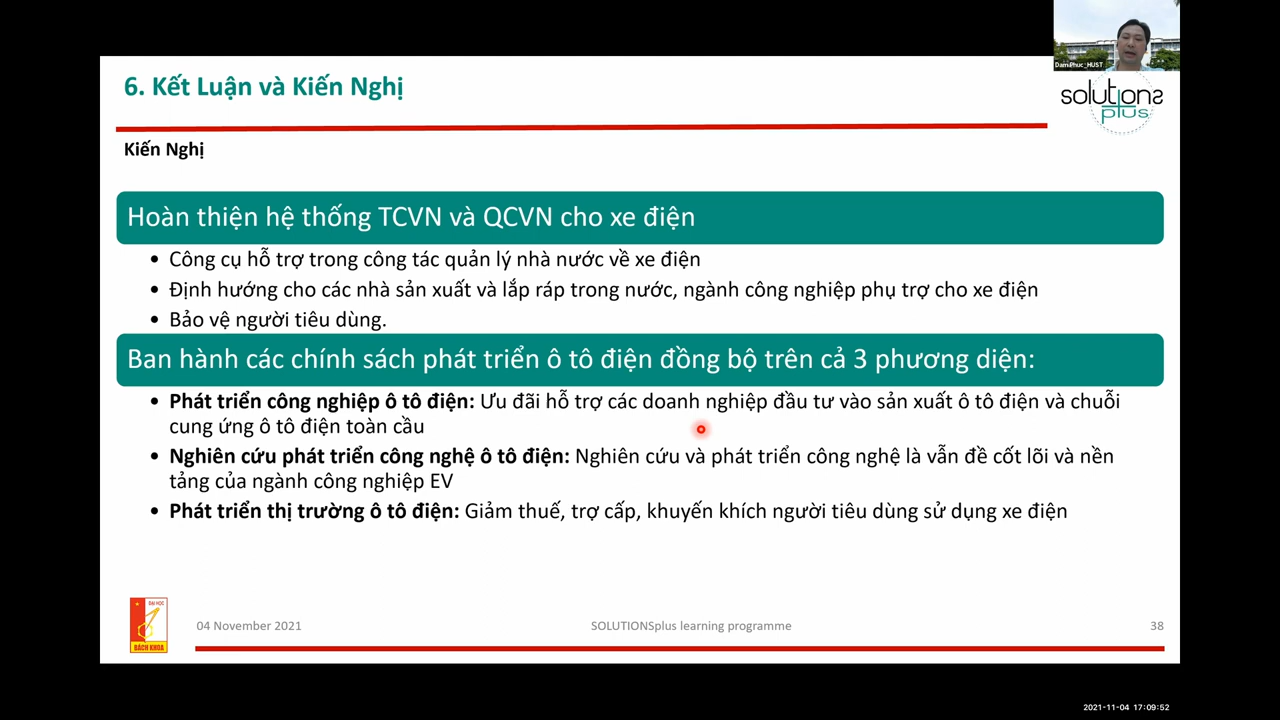 DamPhuc_HUST
6. Kết Luận và Kiến Nghị
solutions
plus
Kiến Nghị
Hoàn thiện hệ thống TCVN và QCVN cho xe điện
• Công cụ hỗ trợ trong công tác quản lý nhà nước về xe điện
• Định hướng cho các nhà sản xuất và lắp ráp trong nước, ngành công nghiệp phụ trợ cho xe điện
• Bảo vệ người tiêu dùng.
Ban hành các chính sách phát triển ô tô điện đồng bộ trên cả 3 phương diện:
• Phát triển công nghiệp ô tô điện: Ưu đãi hỗ trợ các doanh nghiệp đầu tư vào sản xuất ô tô điện và chuỗi
cung ứng ô tô điện toàn cầu
• Nghiên cứu phát triển công nghệ ô tô điện: Nghiên cứu và phát triển công nghệ là vẫn đề cốt lõi và nền
tảng của ngành công nghiệp EV
• Phát triển thị trường ô tô điện: Giảm thuế, trợ cấp, khuyến khích người tiêu dùng sử dụng xe điện
ĐẠI HỌC
BÁCH KHOA
04 November 2021
SOLUTIONSplus learning programme
38
2021-11-04 17:09:52